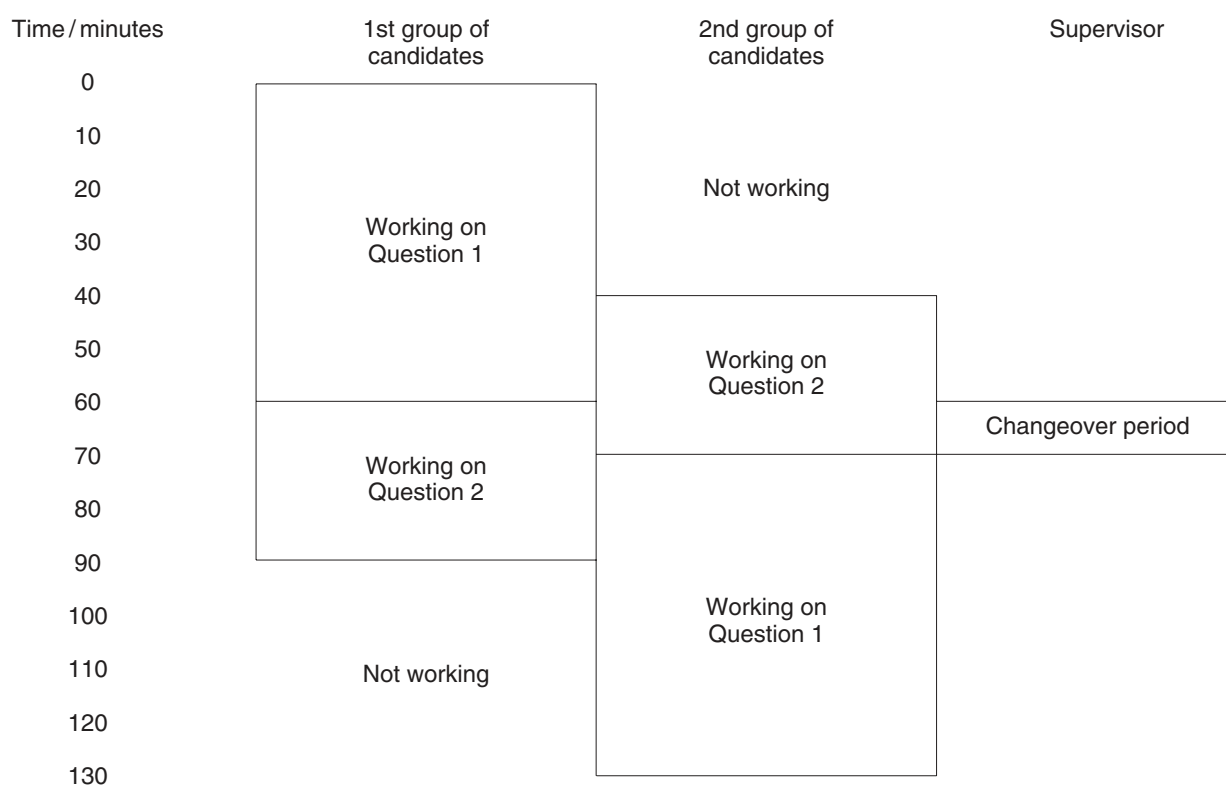 Time / minutes
1st group of
candidates
2nd group of
candidates
Supervisor
0
10
20
30
40
50
60
70
80
90
100
110
120
130
Working on
Question 1
Working on
Question 2
Not working
Not working
Working on
Question 2
Working on
Question 1
Changeover period